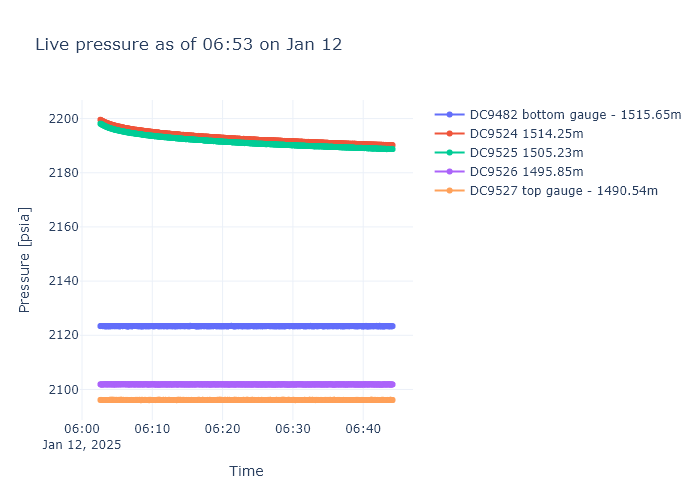 Live pressure as of 06:53 on Jan 12
DC9482 bottom gauge - 1515.65m
DC9524 1514.25m
DC9525 1505.23m
DC9526 1495.85m
DC9527 top gauge - 1490.54m
Pressure [psia]
2200
2180
2160
2140
2120
2100
06:00 06:10 06:20 06:30 06:40
Jan 12, 2025
Time